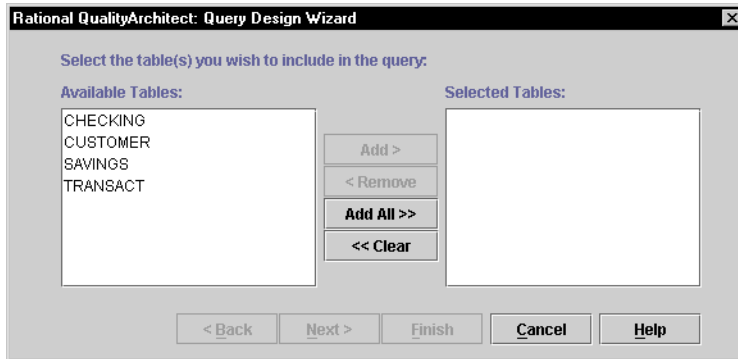 Rational QualityArchitect: Query Design Wizard
Select the table(s) you wish to include in the query:
Available Tables:
Selected Tables:
CHECKING
CUSTOMER
SAVINGS
TRANSACT
Add >
< Remove
Add All >>
<< Clear
< Back
Next >
Finish
Cancel
Help